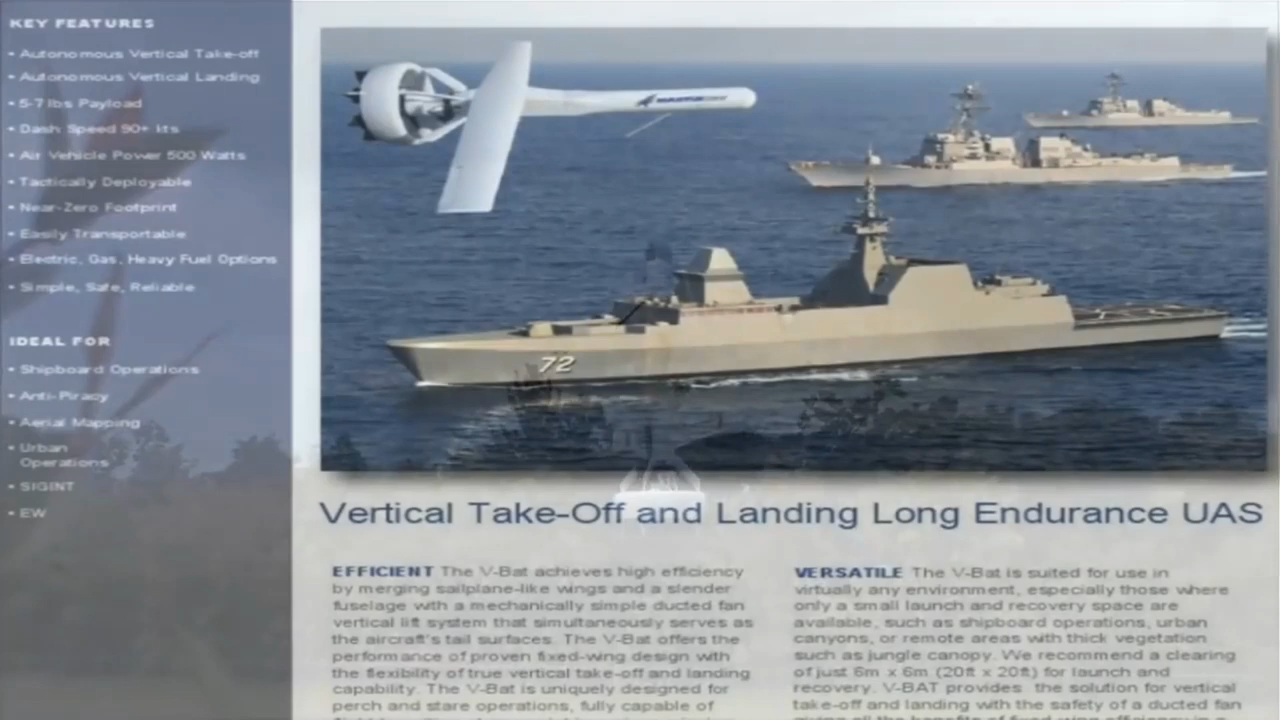 KEY FEATURES
• Autonomous Vertical Take-off
• Autonomous Vertical Landing
• 5-7 lbs Payload
• Dash Speed 90+ kts
• Air Vehicle Power 500 Watts
• Tactically Deployable
• Near-Zero Footprint
• Easily Transportable
• Electric, Gas, Heavy Fuel Options
• Simple, Safe, Reliable
IDEAL FOR
• Shipboard Operations
• Anti-Piracy
• Aerial Mapping
• Urban
Operations
• SIGINT
• EW
72
Vertical Take-Off and Landing Long Endurance UAS
EFFICIENT The V-Bat achieves high efficiency
by merging sailplane-like wings and a slender
fuselage with a mechanically simple ducted fan
vertical lift system that simultaneously serves as
the aircraft's tail surfaces. The V-Bat offers the
performance of proven fixed-wing design with
the flexibility of true vertical take-off and landing
capability. The V-Bat is uniquely designed for
perch and stare operations, fully capable of
VERSATILE The V-Bat is suited for use in
virtually any environment, especially those where
only a small launch and recovery space are
available, such as shipboard operations, urban
canyons, or remote areas with thick vegetation
such as jungle canopy. We recommend a clearing
of just 6m x 6m (20ft x 20ft) for launch and
recovery. V-BAT provides the solution for vertical
take-off and landing with the safety of a ducted fan